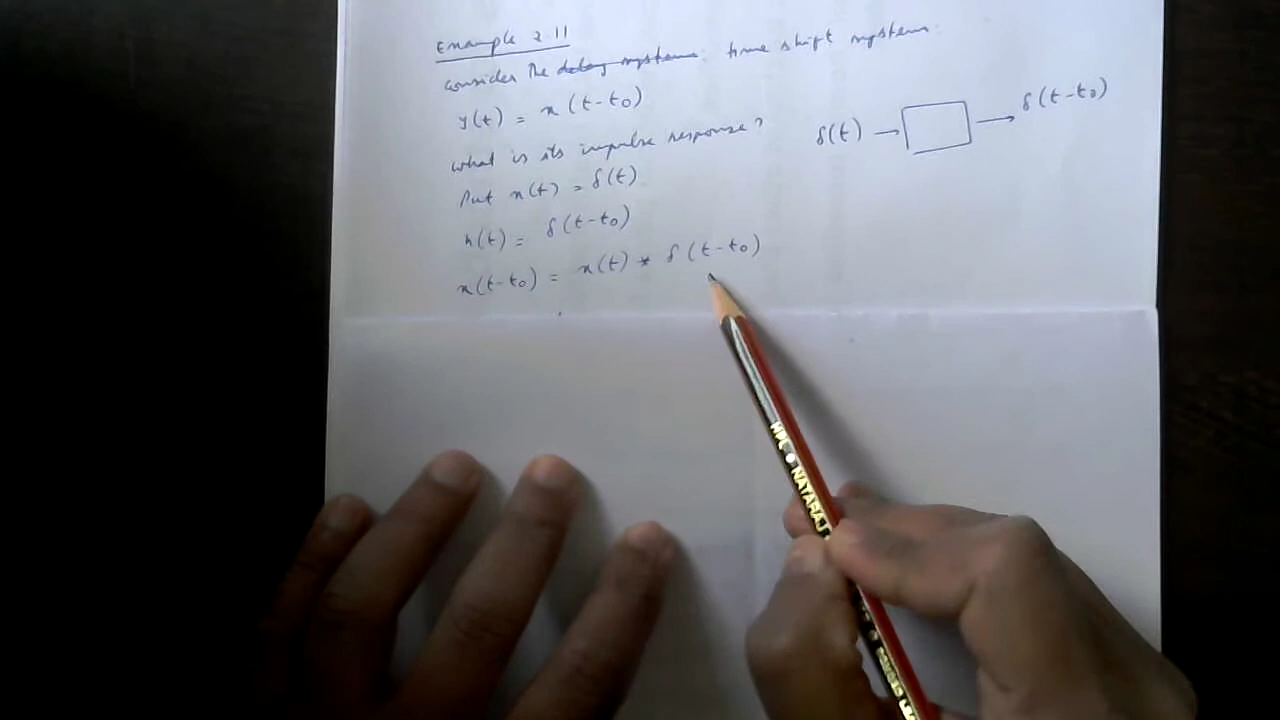 Example 2.11
consider the delay systems: time shift systems.
y(t) = x(t-t0)
what is its impulse response?
δ(t) → → δ(t-t0)
Put x(t) = δ(t)
h(t) = δ(t-t0)
x(t-t0) = x(t) * δ(t-t0)
NATARAJ